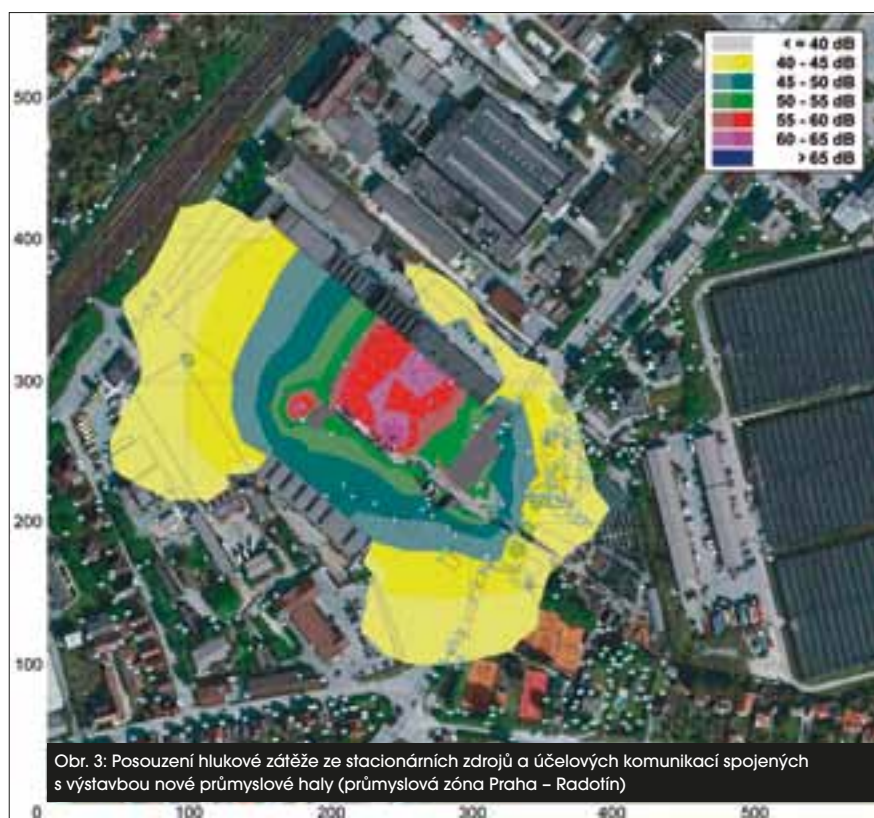 < = 40 dB
40 - 45 dB
45 - 50 dB
50 - 55 dB
55 - 60 dB
60 - 65 dB
> 65 dB
500
400
300
200
100
0
Obr. 3: Posouzení hlukové zátěže ze stacionárních zdrojů a účelových komunikací spojených
s výstavbou nové průmyslové haly (průmyslová zóna Praha – Radotín)
0 100 200 300 400 500